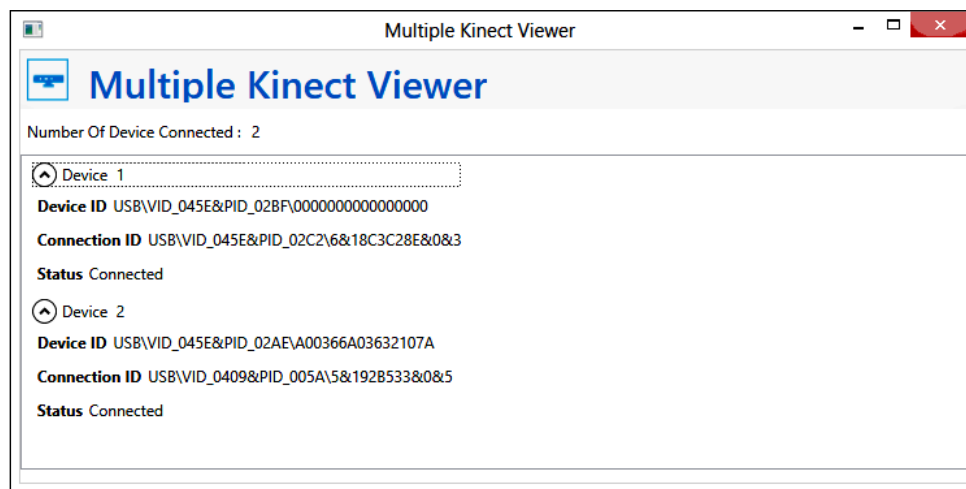 Multiple Kinect Viewer
Multiple Kinect Viewer
Number Of Device Connected : 2
Device 1
Device ID USB\VID_045E&PID_02BF\0000000000000000
Connection ID USB\VID_045E&PID_02C2\6&18C3C28E&0&3
Status Connected
Device 2
Device ID USB\VID_045E&PID_02AE\A00366A03632107A
Connection ID USB\VID_0409&PID_005A\5&192B533&0&5
Status Connected